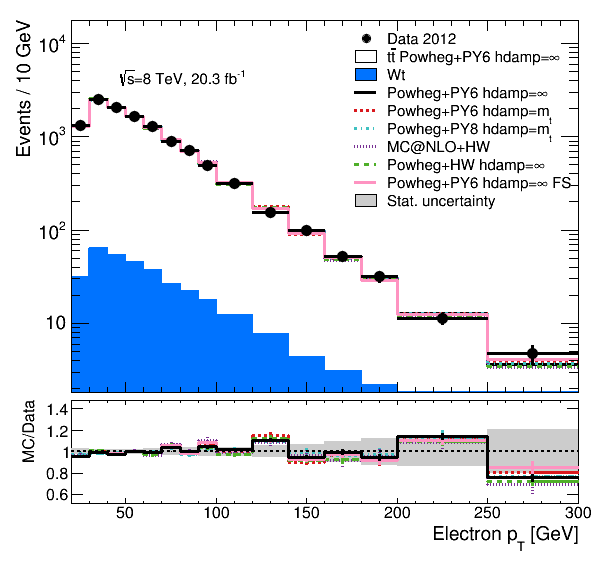 Events / 10 GeV
10⁴
10³
10²
10
√s=8 TeV, 20.3 fb⁻¹
Data 2012
tt̄ Powheg+PY6 hdamp=∞
Wt
Powheg+PY6 hdamp=∞
Powheg+PY6 hdamp=mₜ
Powheg+PY8 hdamp=mₜ
MC@NLO+HW
Powheg+HW hdamp=∞
Powheg+PY6 hdamp=∞ FS
Stat. uncertainty
MC/Data
1.4
1.2
1
0.8
0.6
50 100 150 200 250 300
Electron p_T [GeV]